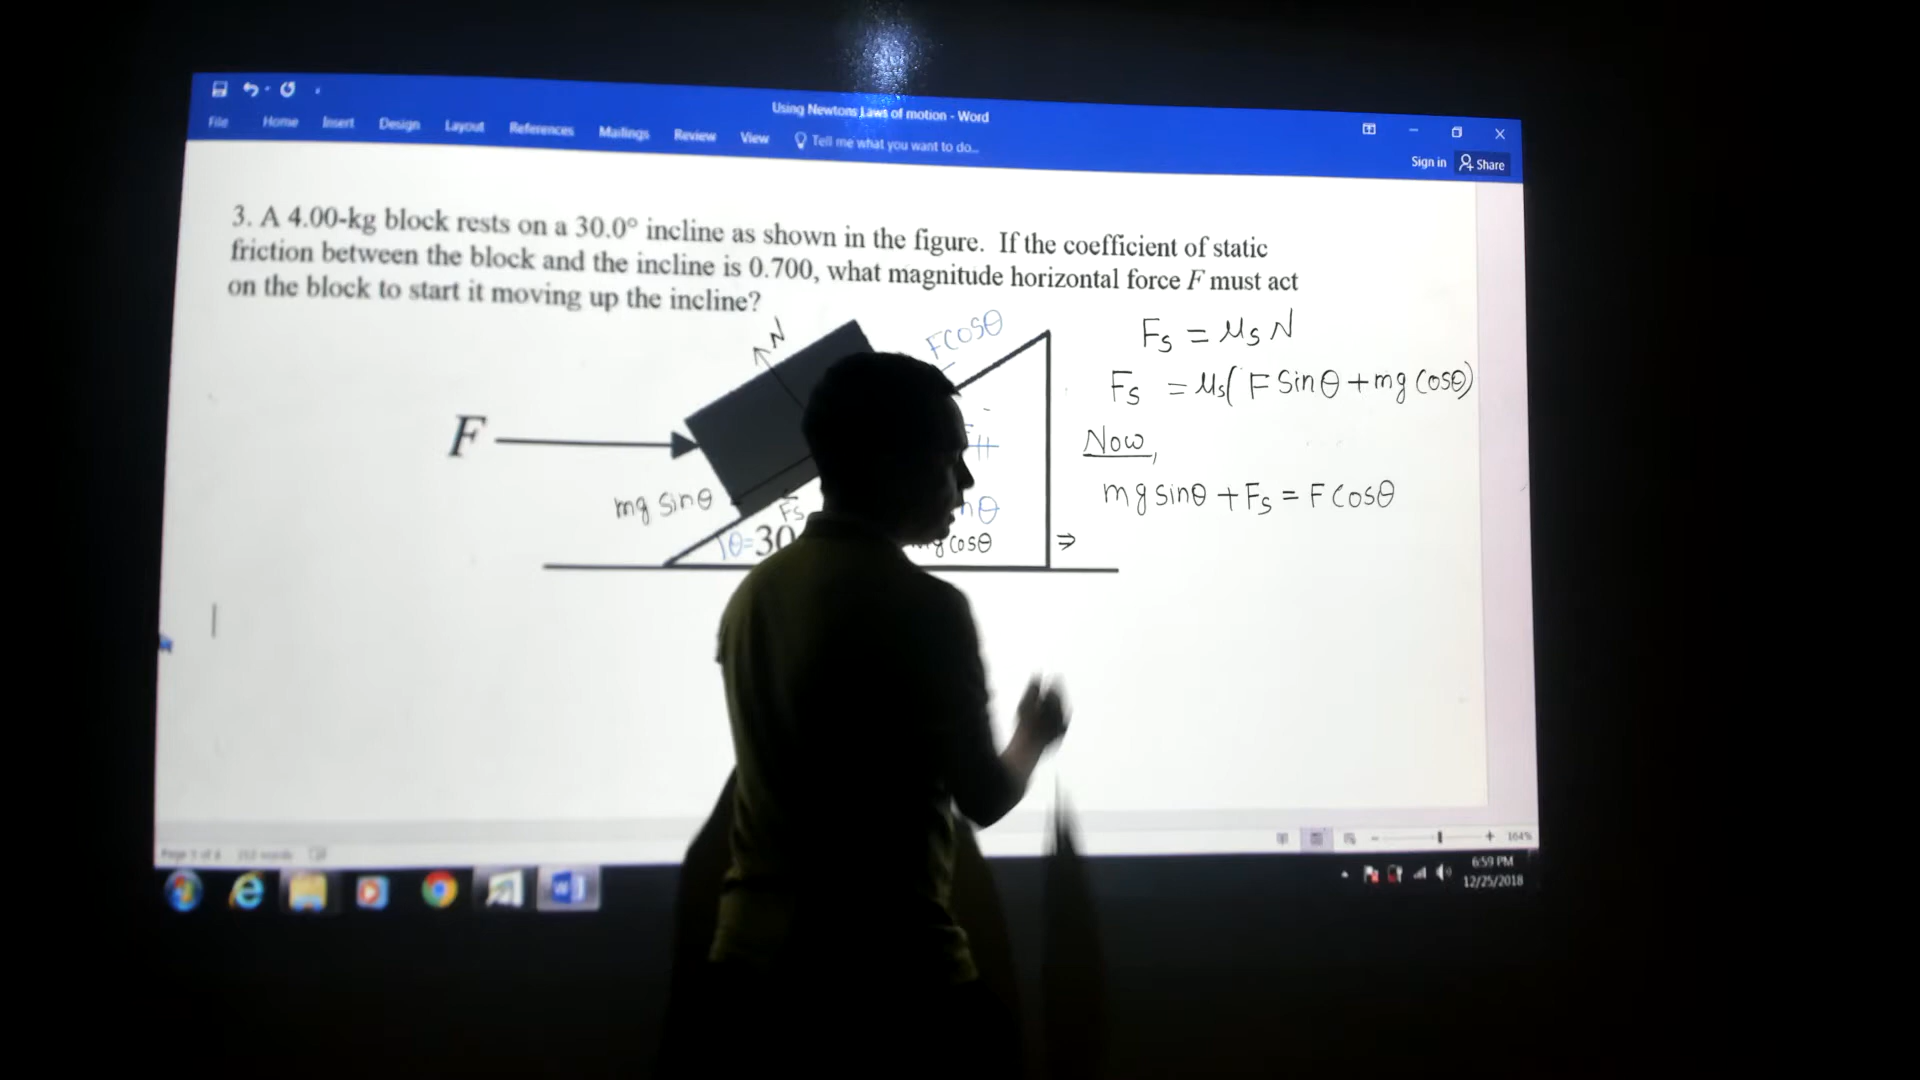 Using Newtons Laws of motion - Word
File Home Insert Design Layout References Mailings Review View Tell me what you want to do...
Sign in Share
3. A 4.00-kg block rests on a 30.0° incline as shown in the figure. If the coefficient of static
friction between the block and the incline is 0.700, what magnitude horizontal force F must act
on the block to start it moving up the incline?
N
Fcosθ
F
mg sinθ
Fs
θ=30
θ
g cosθ
⇒
Fs = μs N
Fs = μs( F Sinθ + mg Cosθ)
Now,
mg sinθ + Fs = F Cosθ
164%
6:59 PM
12/25/2018